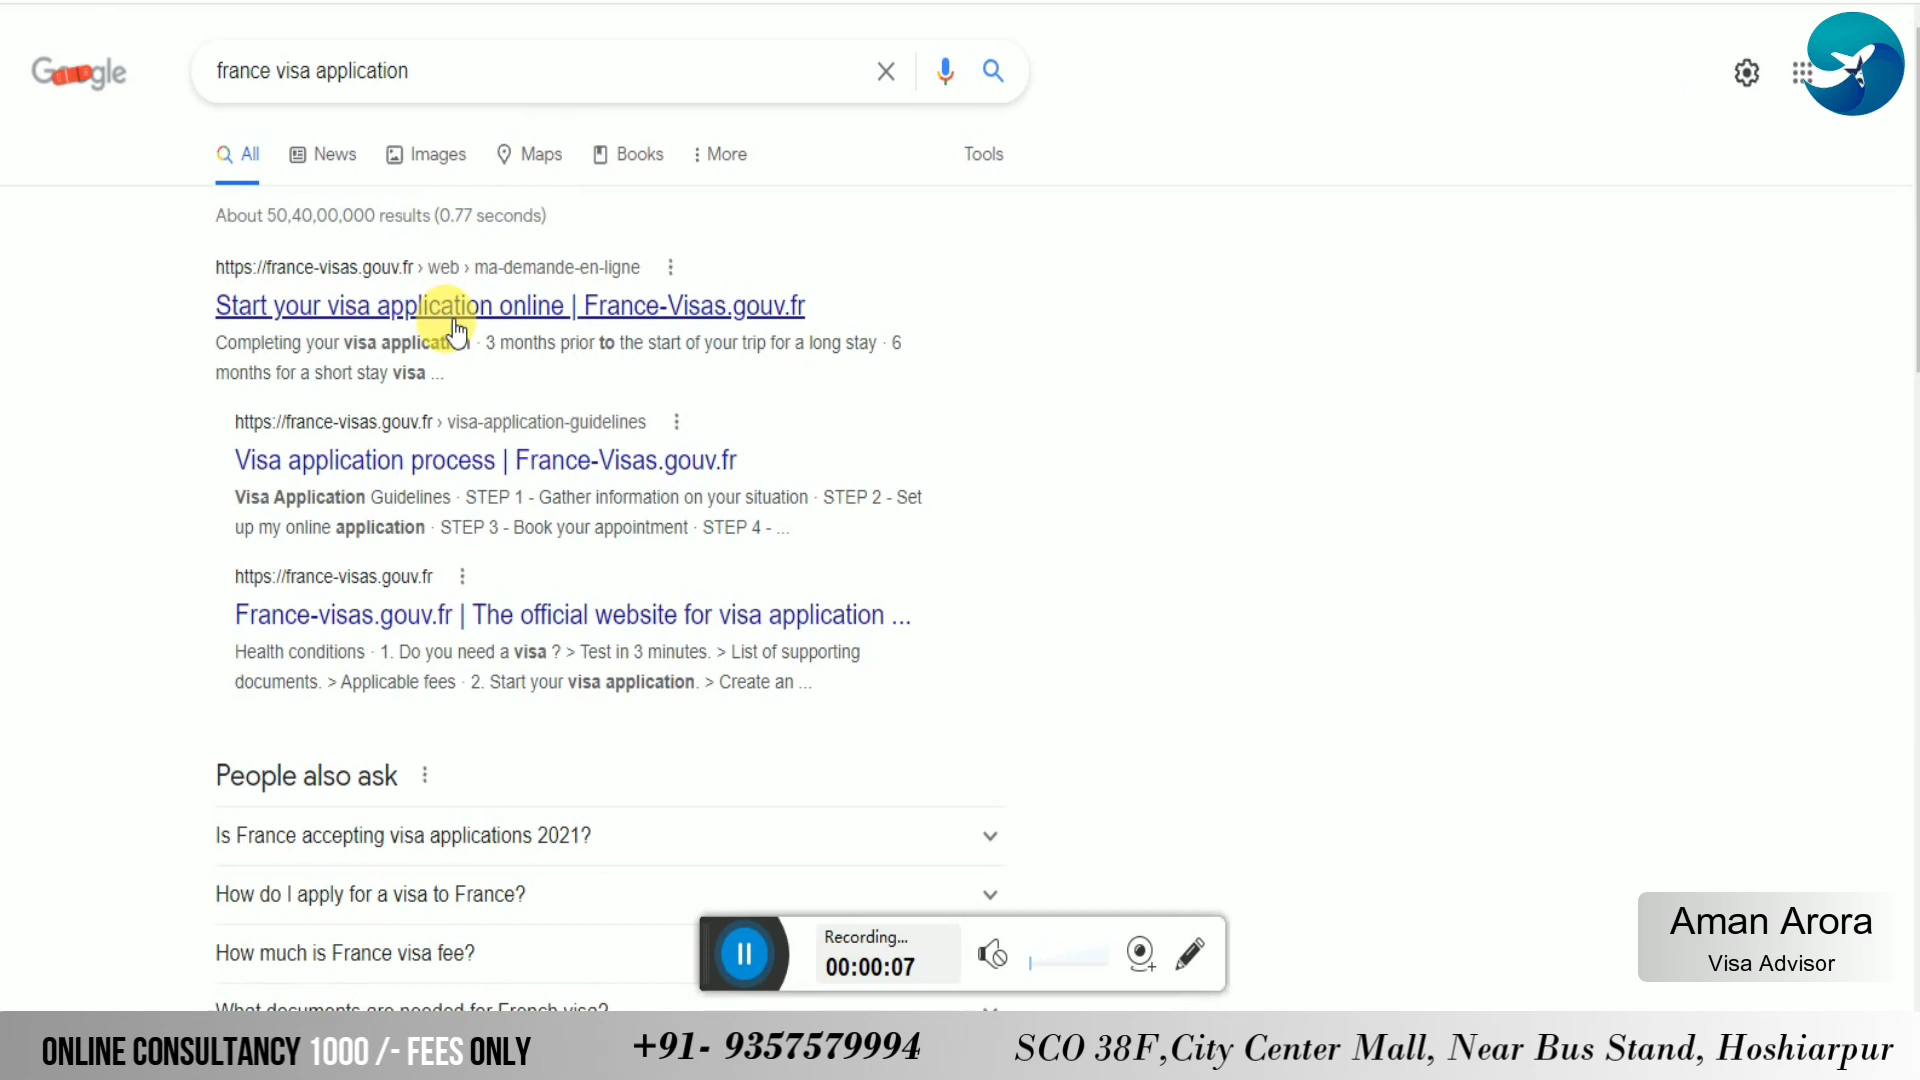 Google
france visa application
All
News
Images
Maps
Books
More
Tools
About 50,40,00,000 results (0.77 seconds)
https://france-visas.gouv.fr › web › ma-demande-en-ligne
Start your visa application online | France-Visas.gouv.fr
Completing your visa application · 3 months prior to the start of your trip for a long stay · 6
months for a short stay visa ...
https://france-visas.gouv.fr › visa-application-guidelines
Visa application process | France-Visas.gouv.fr
Visa Application Guidelines · STEP 1 - Gather information on your situation · STEP 2 - Set
up my online application · STEP 3 - Book your appointment · STEP 4 - ...
https://france-visas.gouv.fr
France-visas.gouv.fr | The official website for visa application ...
Health conditions · 1. Do you need a visa ? > Test in 3 minutes. > List of supporting
documents. > Applicable fees · 2. Start your visa application. > Create an ...
People also ask
Is France accepting visa applications 2021?
How do I apply for a visa to France?
How much is France visa fee?
What documents are needed for French visa?
Recording...
00:00:07
Aman Arora
Visa Advisor
ONLINE CONSULTANCY 1000 /- FEES ONLY
+91- 9357579994
SCO 38F,City Center Mall, Near Bus Stand, Hoshiarpur